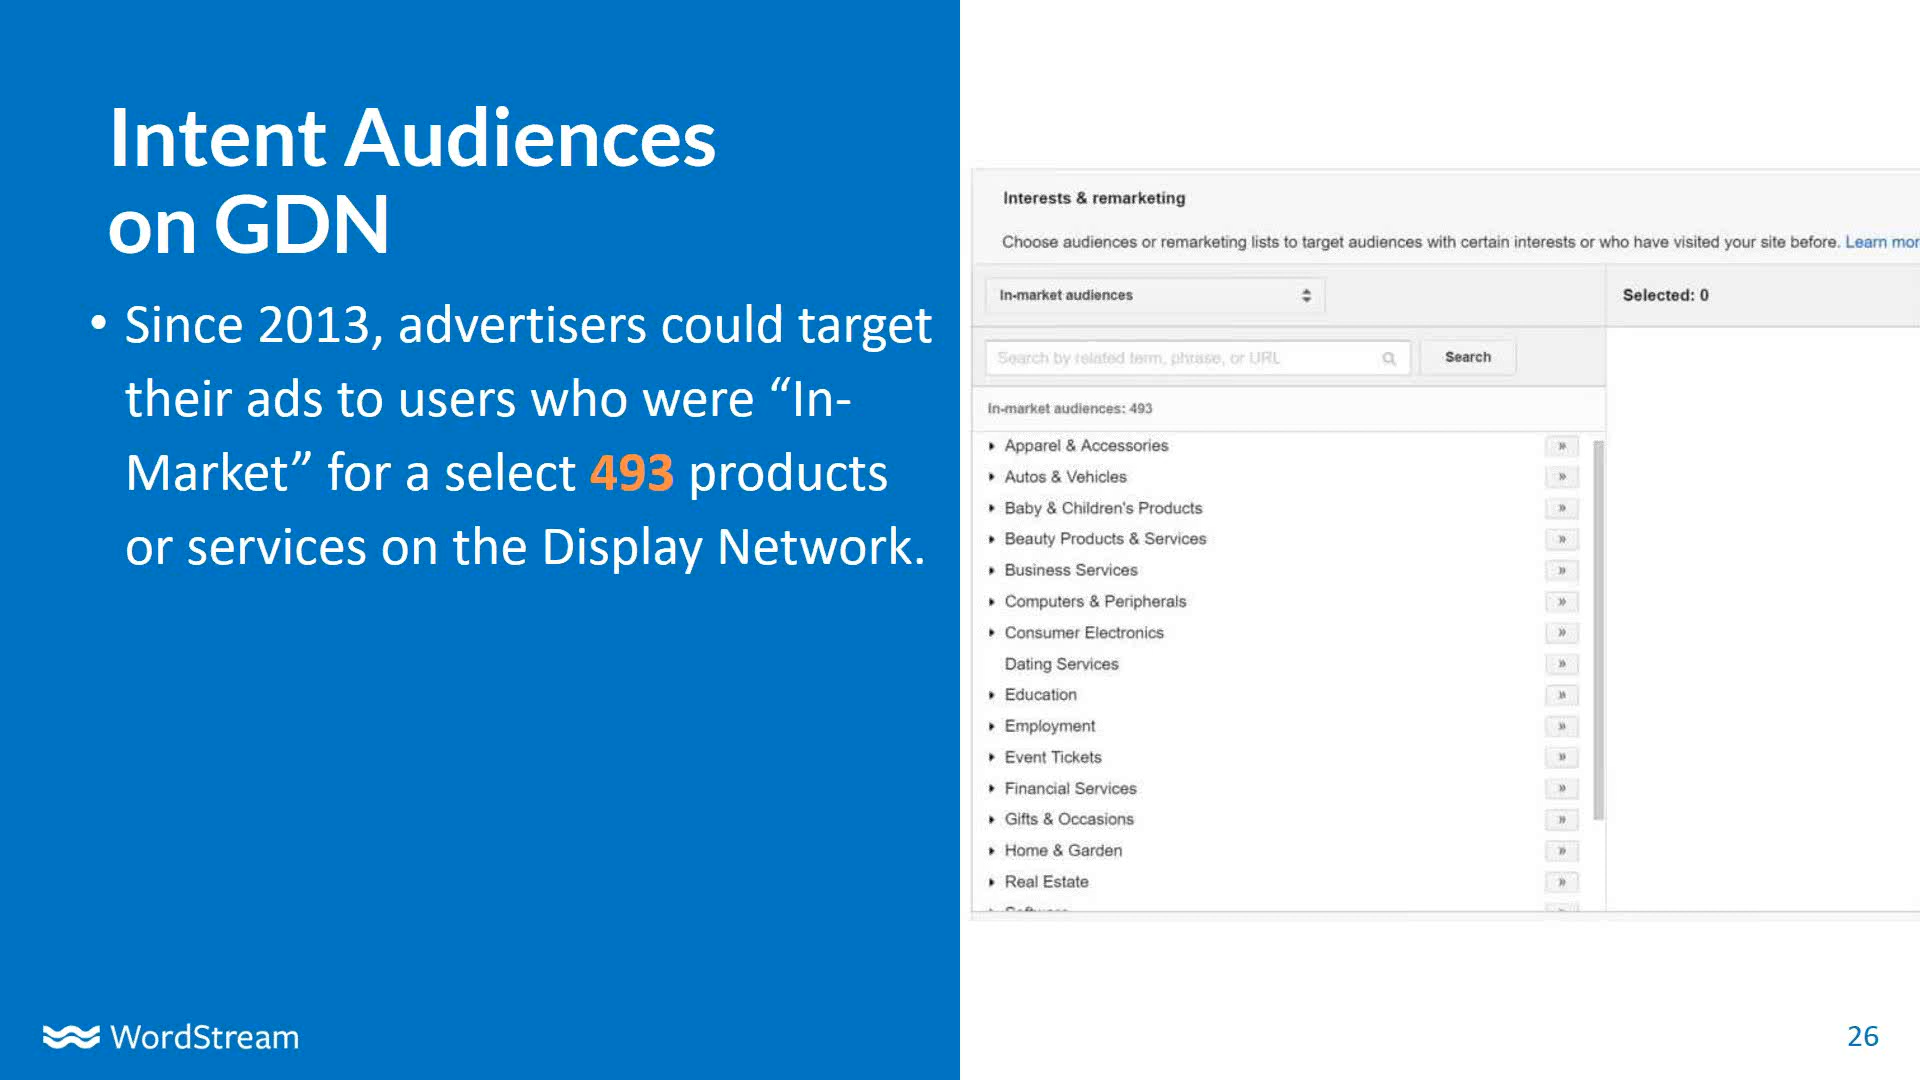 Intent Audiences
on GDN
• Since 2013, advertisers could target
their ads to users who were “In-
Market” for a select 493 products
or services on the Display Network.
WordStream
Interests & remarketing
Choose audiences or remarketing lists to target audiences with certain interests or who have visited your site before. Learn mor
In-market audiences
Selected: 0
Search by related term, phrase, or URL
Search
In-market audiences: 493
Apparel & Accessories »
Autos & Vehicles »
Baby & Children's Products »
Beauty Products & Services »
Business Services »
Computers & Peripherals »
Consumer Electronics »
Dating Services »
Education »
Employment »
Event Tickets »
Financial Services »
Gifts & Occasions »
Home & Garden »
Real Estate »
26